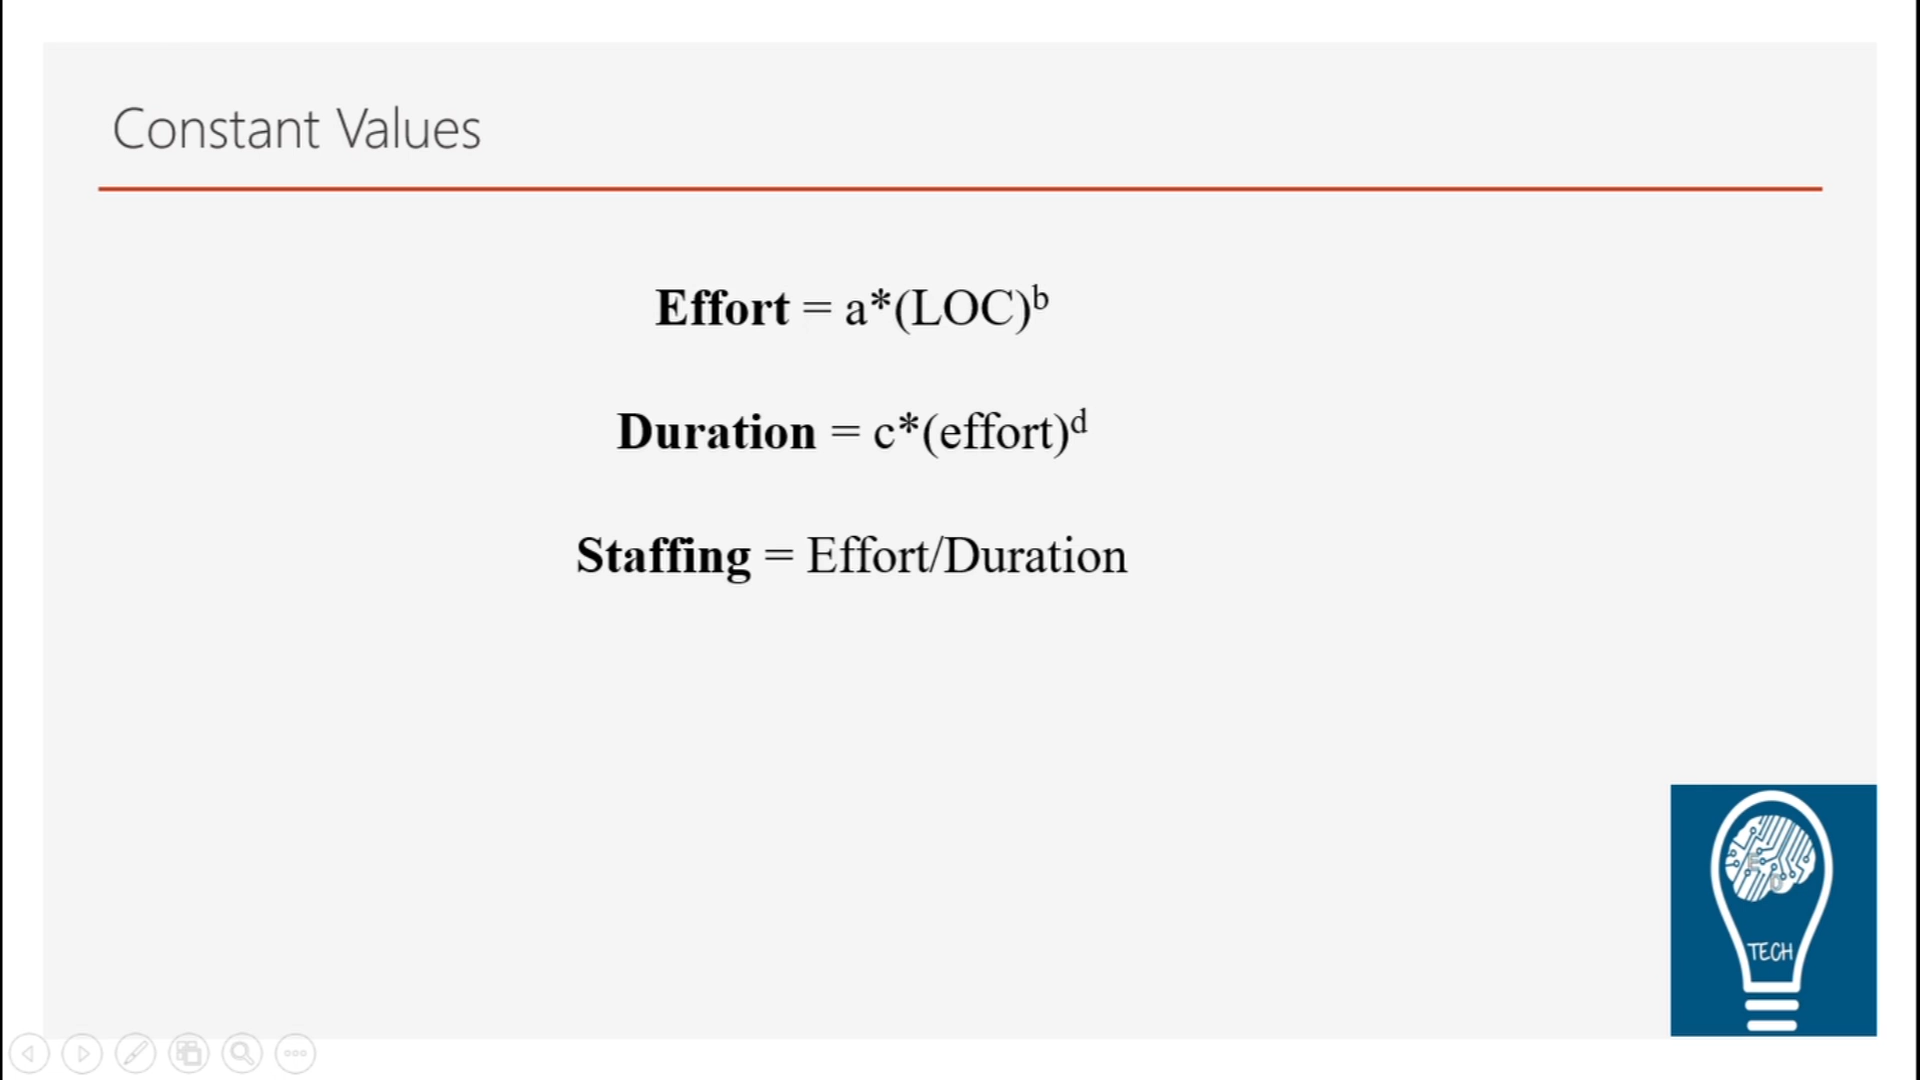 Constant Values
Effort = a*(LOC)ᵇ
Duration = c*(effort)ᵈ
Staffing = Effort/Duration
E
D
TECH